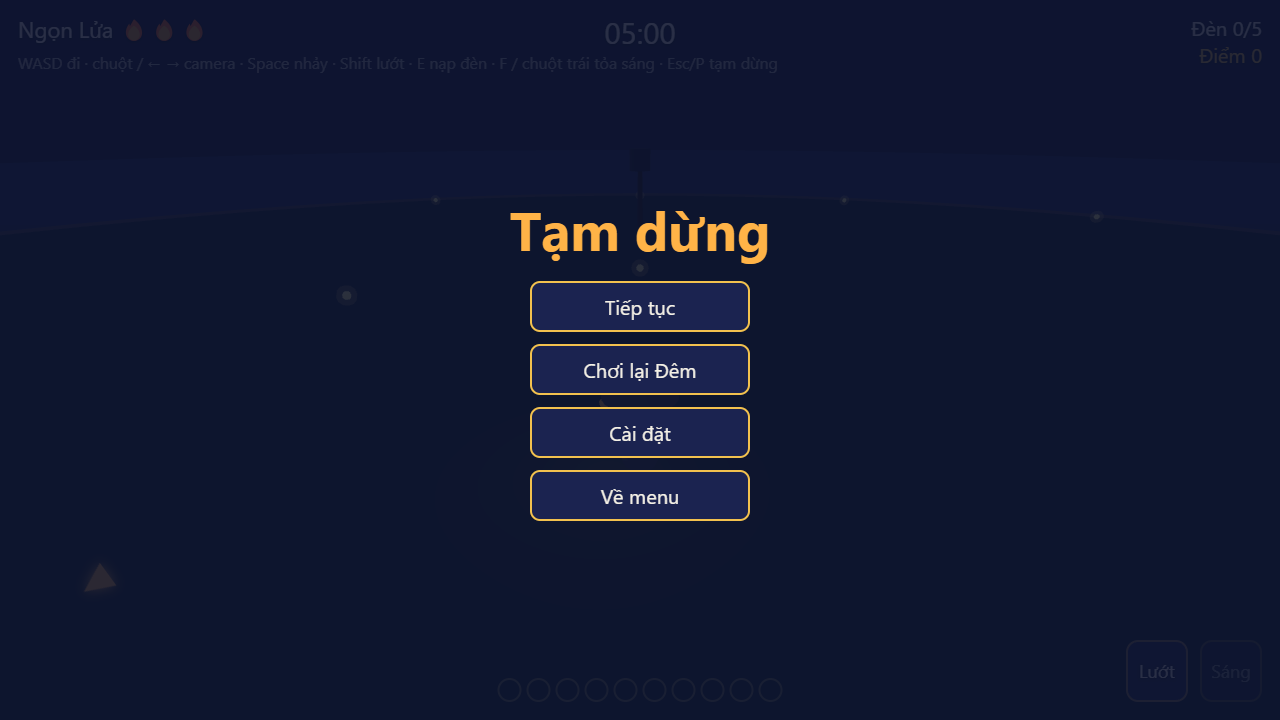 Ngọn Lửa
05:00
Đèn 0/5
Điểm 0
WASD đi · chuột / ← → camera · Space nhảy · Shift lướt · E nạp đèn · F / chuột trái tỏa sáng · Esc/P tạm dừng
Tạm dừng
Tiếp tục
Chơi lại Đêm
Cài đặt
Về menu
Lướt
Sáng